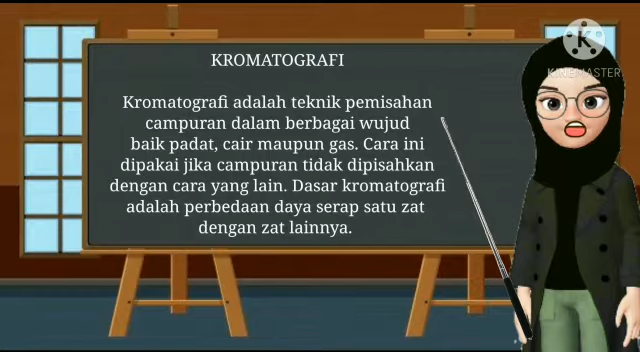 KINEMASTER
KROMATOGRAFI
Kromatografi adalah teknik pemisahan
campuran dalam berbagai wujud
baik padat, cair maupun gas. Cara ini
dipakai jika campuran tidak dipisahkan
dengan cara yang lain. Dasar kromatografi
adalah perbedaan daya serap satu zat
dengan zat lainnya.